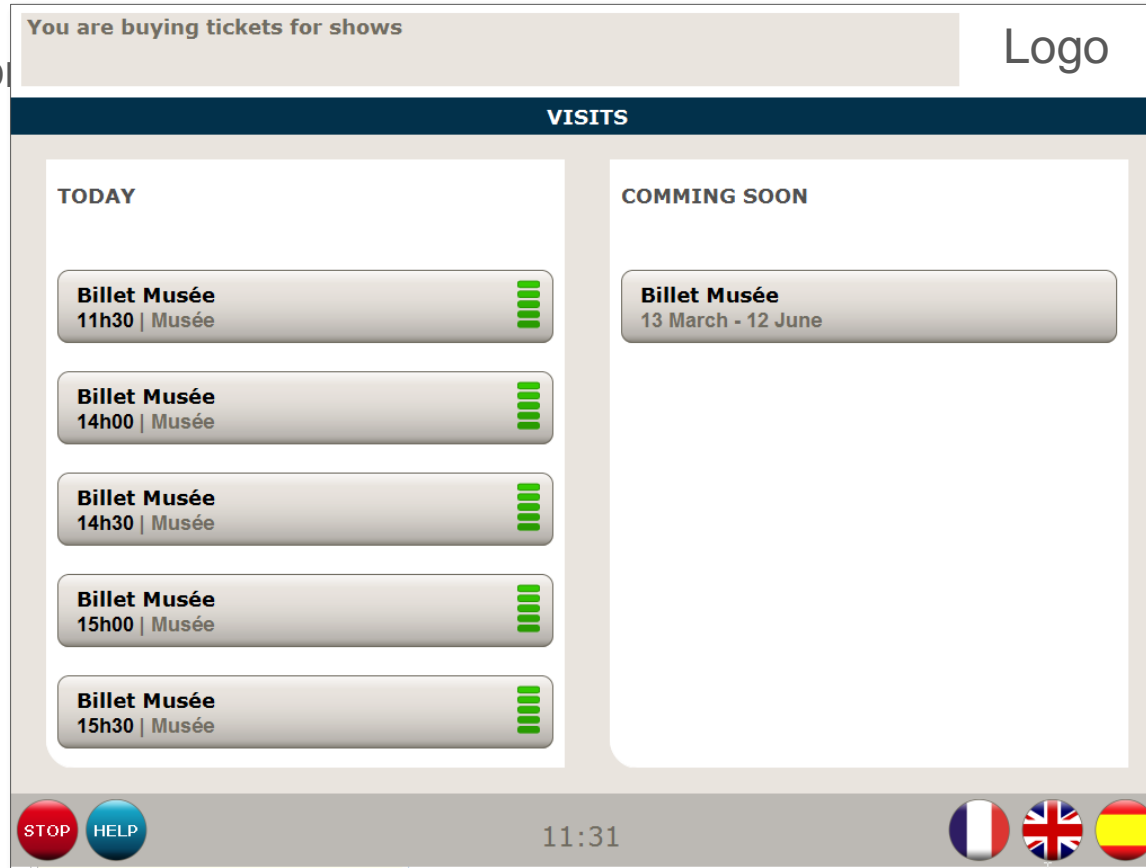 You are buying tickets for shows
Logo
VISITS
TODAY
Billet Musée
11h30 | Musée
Billet Musée
14h00 | Musée
Billet Musée
14h30 | Musée
Billet Musée
15h00 | Musée
Billet Musée
15h30 | Musée
COMMING SOON
Billet Musée
13 March - 12 June
STOP
HELP
11:31